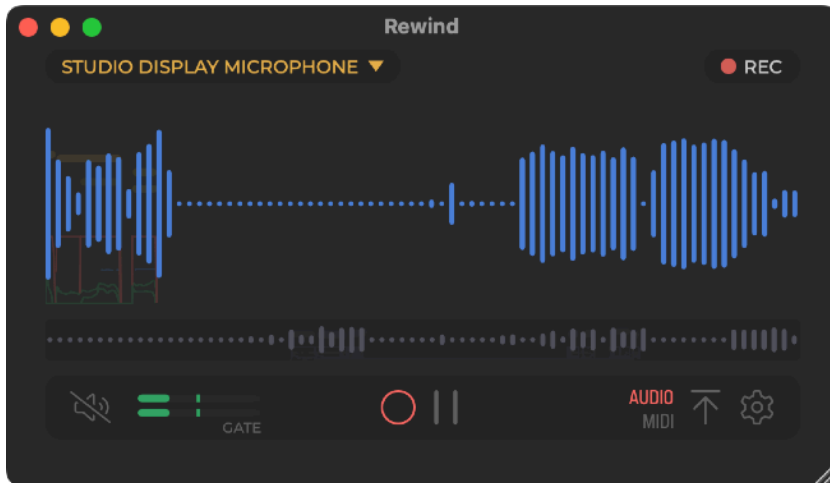 Rewind
STUDIO DISPLAY MICROPHONE
REC
GATE
AUDIO
MIDI